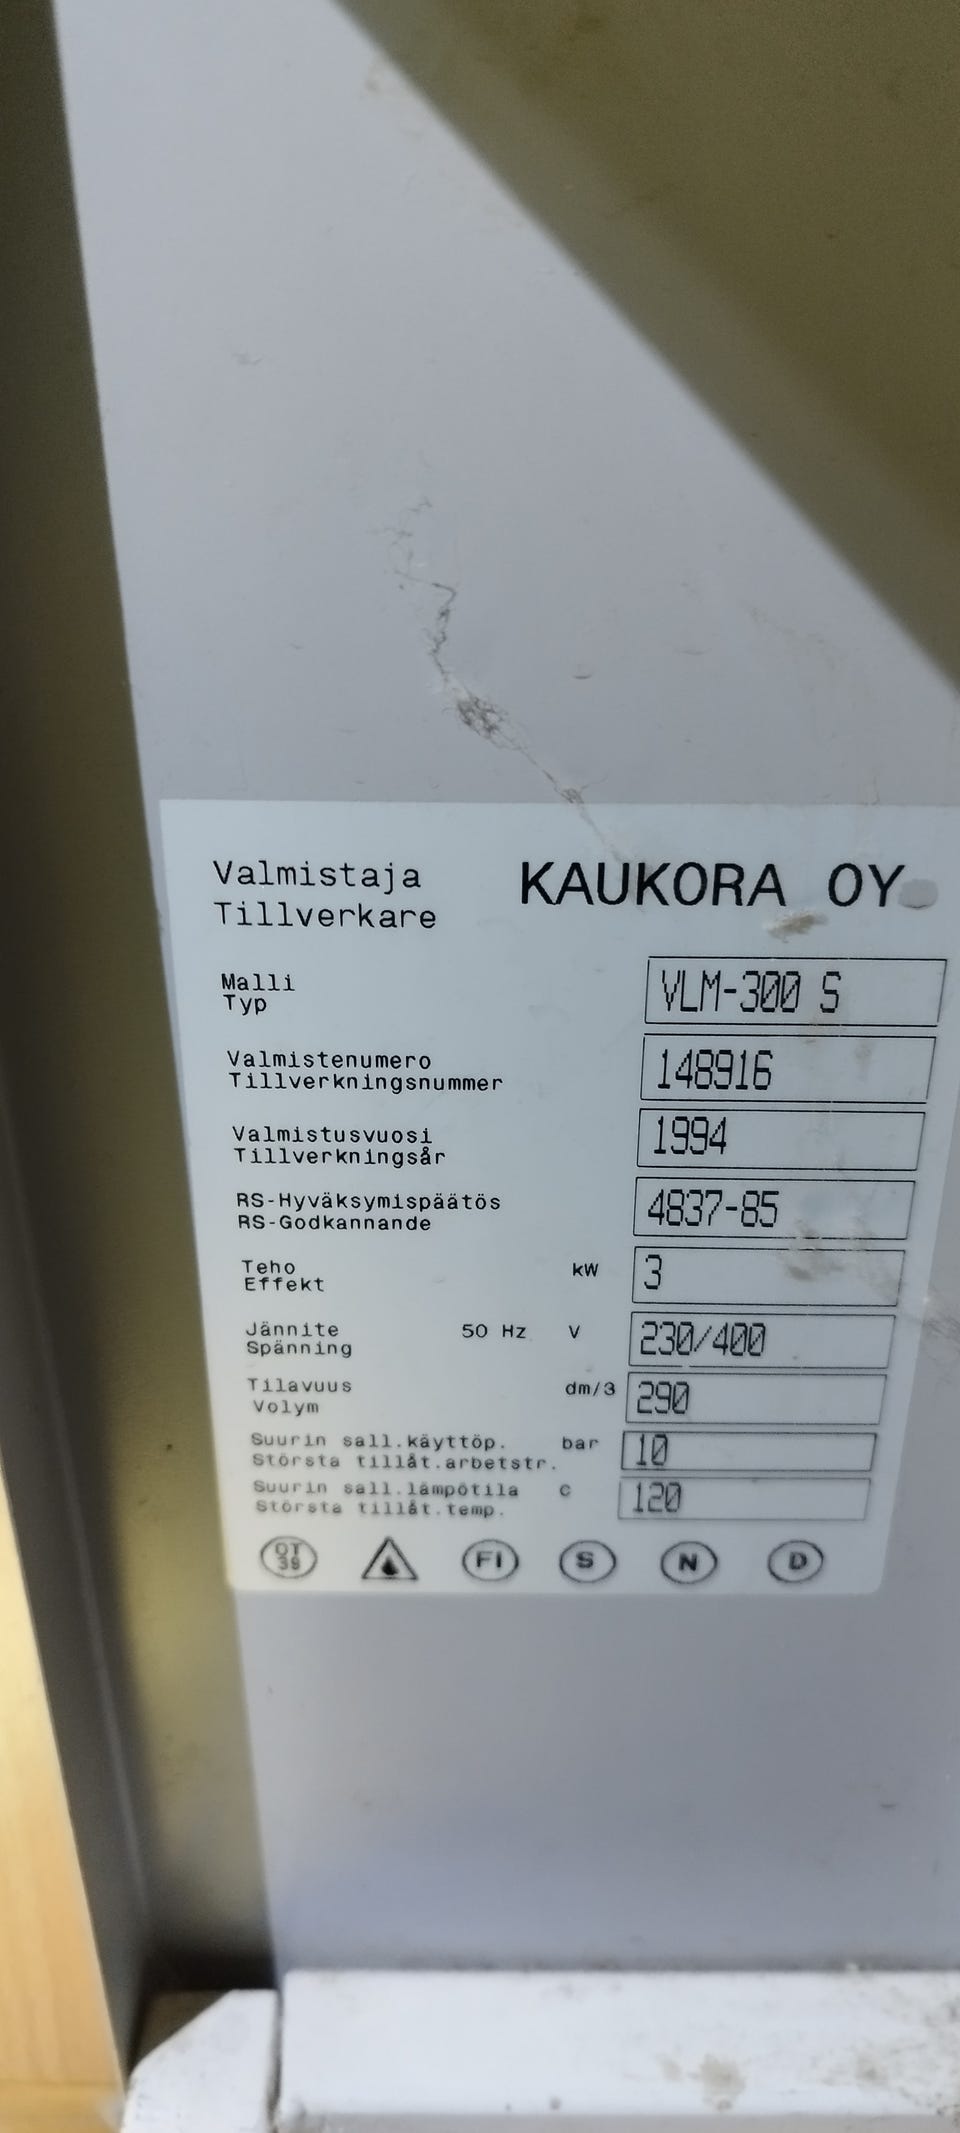 Valmistaja KAUKORA OY
Tillverkare
Malli VLM-300 S
Typ
Valmistenumero 148916
Tillverkningsnummer
Valmistusvuosi 1994
Tillverkningsår
RS-Hyväksymispäätös 4837-85
RS-Godkannande
Teho kW 3
Effekt
Jännite 50 Hz V 230/400
Spänning
Tilavuus dm/3 290
Volym
Suurin sall.käyttöp. bar 10
Största tillåt.arbetstr.
Suurin sall.lämpötila C 120
Största tillåt.temp.
QT 39 FI S N D